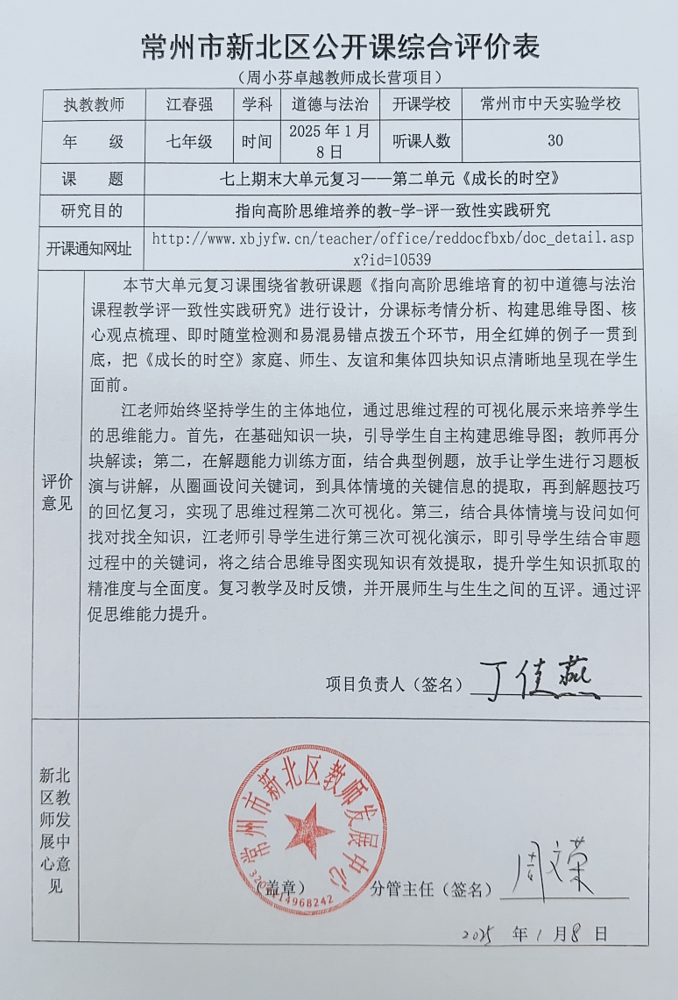 常州市新北区公开课综合评价表
（周小芬卓越教师成长营项目）
执教教师 江春强 学科 道德与法治 开课学校 常州市中天实验学校
年 级 七年级 时间 2025年1月8日 听课人数 30
课 题 七上期末大单元复习——第二单元《成长的时空》
研究目的 指向高阶思维培养的教-学-评一致性实践研究
开课通知网址 http://www.xbjyfw.cn/teacher/office/reddocfbxb/doc_detail.asp
x?id=10539
评价意见
本节大单元复习课围绕省教研课题《指向高阶思维培育的初中道德与法治
课程教学评一致性实践研究》进行设计，分课标考情分析、构建思维导图、核
心观点梳理、即时随堂检测和易混易错点拨五个环节，用全红婵的例子一贯到
底，把《成长的时空》家庭、师生、友谊和集体四块知识点清晰地呈现在学生
面前。
江老师始终坚持学生的主体地位，通过思维过程的可视化展示来培养学生
的思维能力。首先，在基础知识一块，引导学生自主构建思维导图；教师再分
块解读；第二，在解题能力训练方面，结合典型例题，放手让学生进行习题板
演与讲解，从圈画设问关键词，到具体情境的关键信息的提取，再到解题技巧
的回忆复习，实现了思维过程第二次可视化。第三，结合具体情境与设问如何
找对找全知识，江老师引导学生进行第三次可视化演示，即引导学生结合审题
过程中的关键词，将之结合思维导图实现知识有效提取，提升学生知识抓取的
精准度与全面度。复习教学及时反馈，并开展师生与生生之间的互评。通过评
促思维能力提升。
项目负责人（签名）丁佳燕
新北区教师发展中心意见
常州市新北区教师发展中心
（盖章） 分管主任（签名）周文荣
2025 年 1 月 8 日